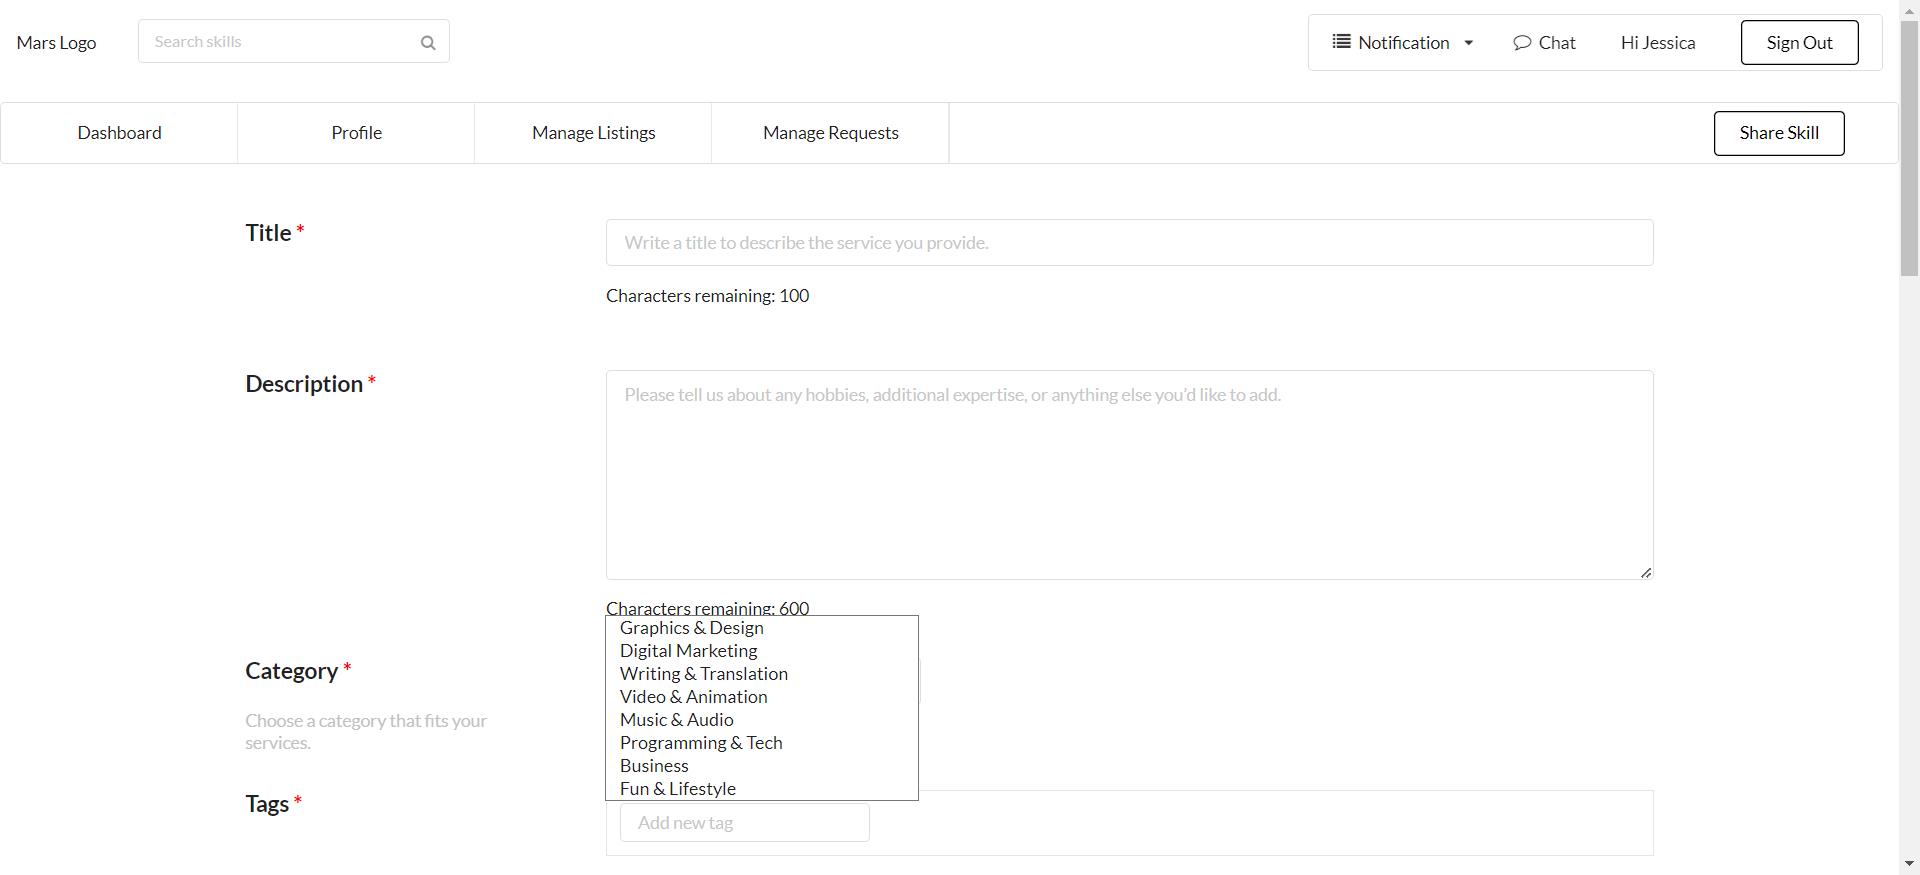 Mars Logo
Search skills
Notification
Chat
Hi Jessica
Sign Out
Dashboard
Profile
Manage Listings
Manage Requests
Share Skill
Title *
Write a title to describe the service you provide.
Characters remaining: 100
Description *
Please tell us about any hobbies, additional expertise, or anything else you'd like to add.
Characters remaining: 600
Category *
Choose a category that fits your
services.
Graphics & Design
Digital Marketing
Writing & Translation
Video & Animation
Music & Audio
Programming & Tech
Business
Fun & Lifestyle
Tags *
Add new tag